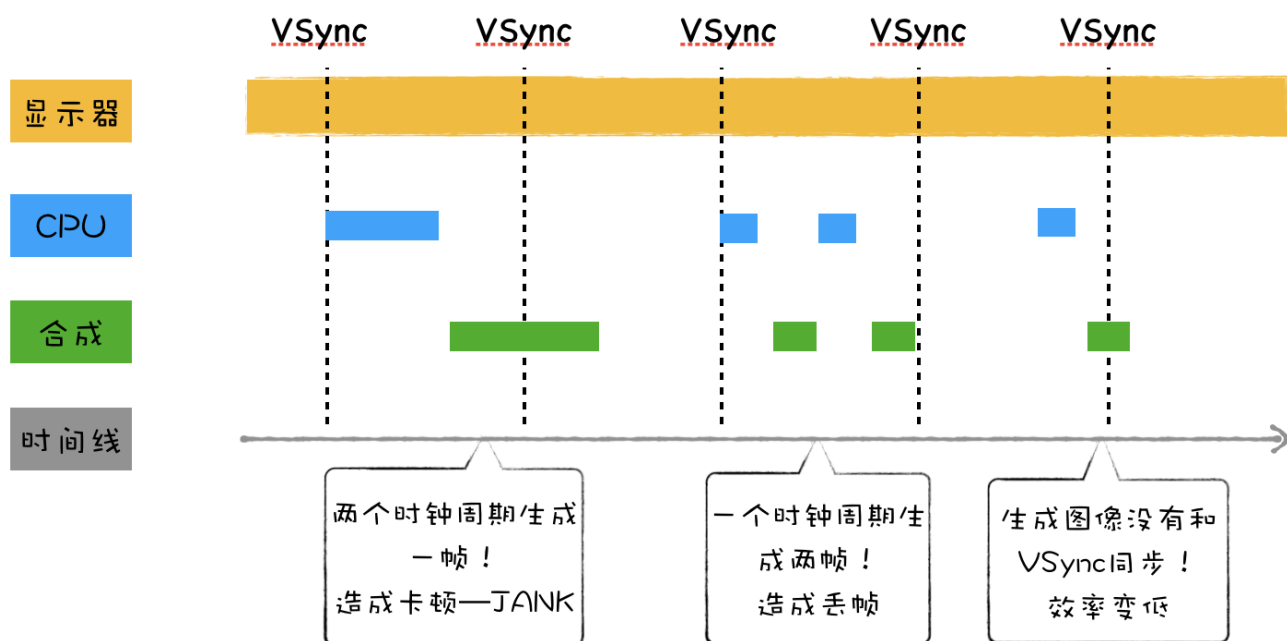 VSync VSync VSync VSync VSync
显示器
CPU
合成
时间线
两个时钟周期生成
一帧！
造成卡顿—JANK
一个时钟周期生
成两帧！
造成丢帧
生成图像没有和
VSync同步！
效率变低